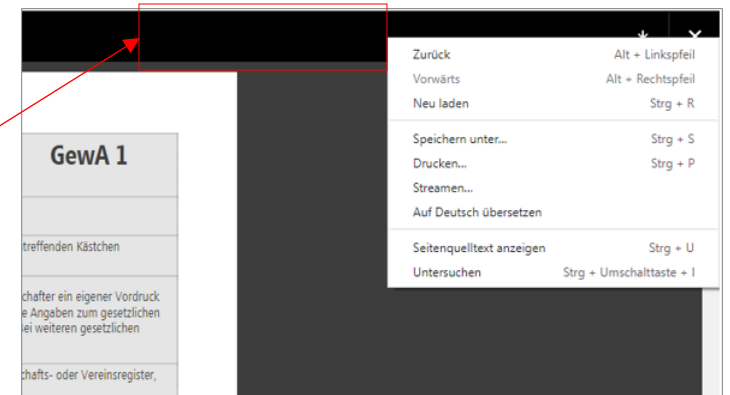 Zurück Alt + Linkspfeil
Vorwärts Alt + Rechtspfeil
Neu laden Strg + R
Speichern unter... Strg + S
Drucken... Strg + P
Streamen...
Auf Deutsch übersetzen
Seitenquelltext anzeigen Strg + U
Untersuchen Strg + Umschalttaste + I
GewA 1
treffenden Kästchen
chafter ein eigener Vordruck
e Angaben zum gesetzlichen
ei weiteren gesetzlichen
chafts- oder Vereinsregister,